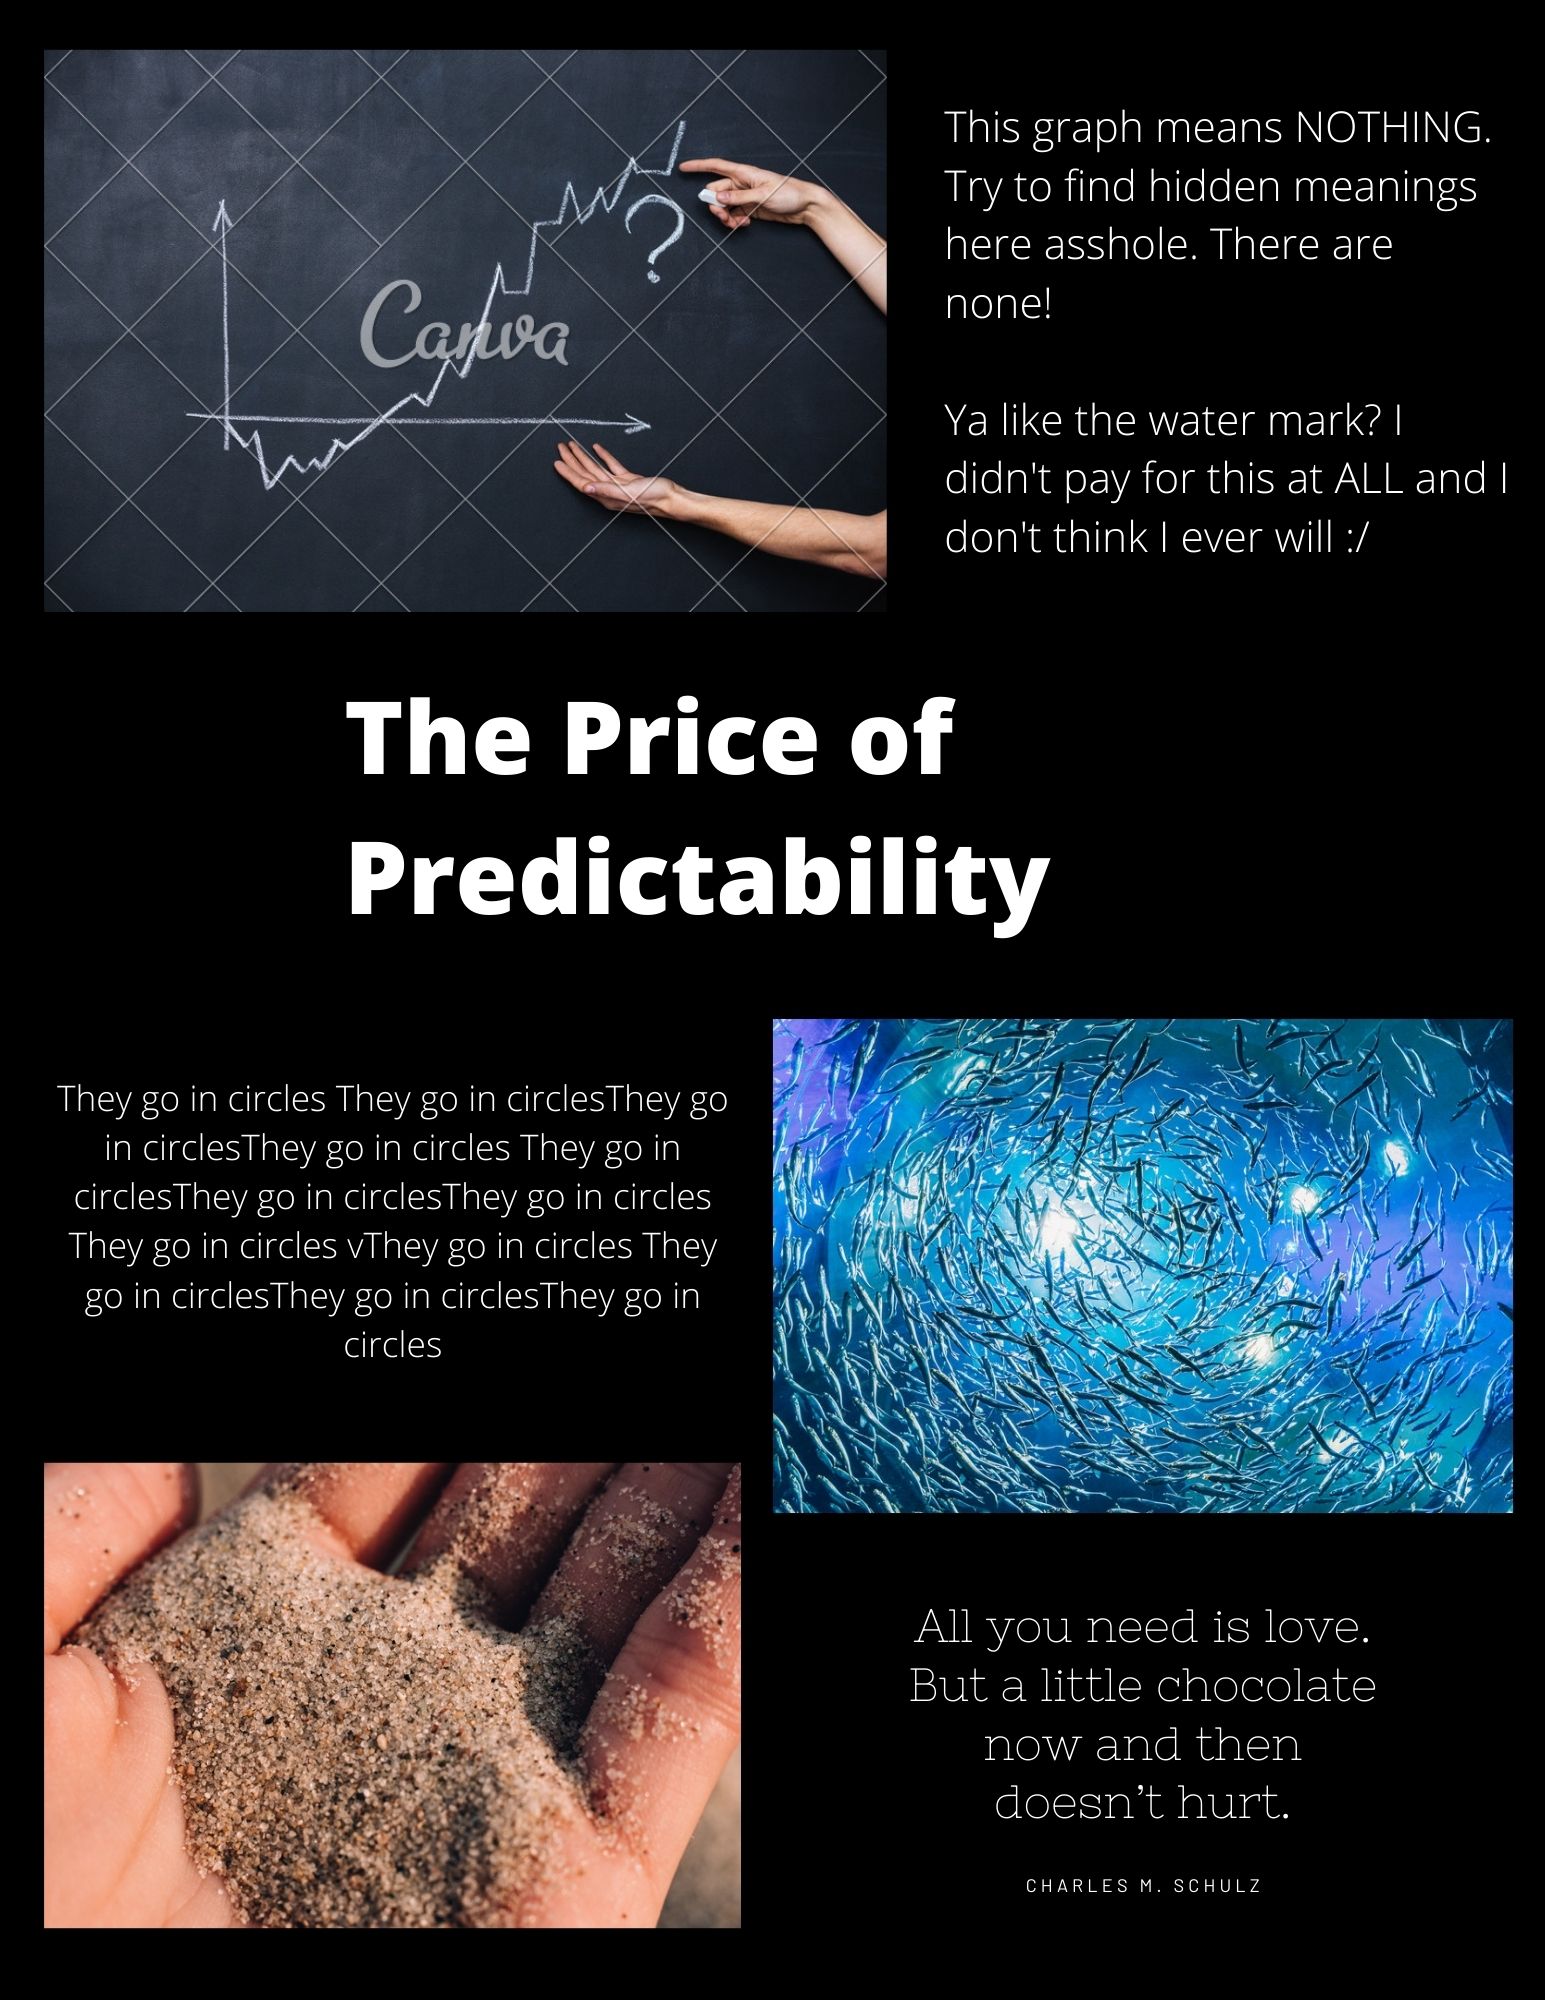 This graph means NOTHING.
Try to find hidden meanings
here asshole. There are
none!
Ya like the water mark? I
didn't pay for this at ALL and I
don't think I ever will :/
?
Canva
The Price of
Predictability
They go in circles They go in circlesThey go
in circlesThey go in circles They go in
circlesThey go in circlesThey go in circles
They go in circles vThey go in circles They
go in circlesThey go in circlesThey go in
circles
All you need is love.
But a little chocolate
now and then
doesn’t hurt.
CHARLES M. SCHULZ